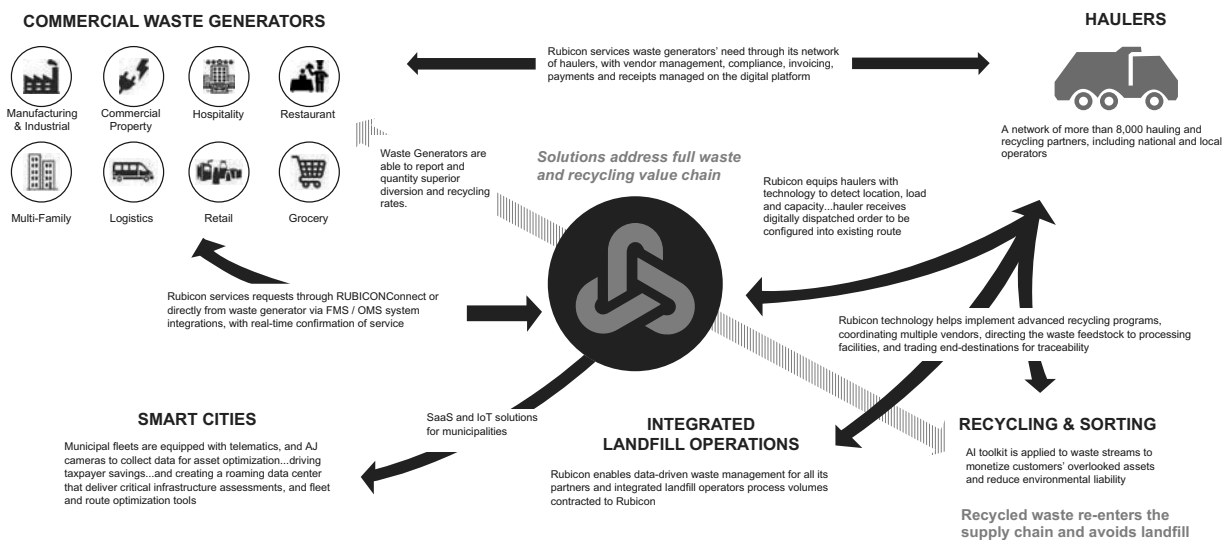 COMMERCIAL WASTE GENERATORS
Manufacturing
& Industrial
Commercial
Property
Hospitality
Restaurant
Multi-Family
Logistics
Retail
Grocery
Rubicon services waste generators' need through its network
of haulers, with vendor management, compliance, invoicing,
payments and receipts managed on the digital platform
HAULERS
A network of more than 8,000 hauling and
recycling partners, including national and local
operators
Waste Generators are
able to report and
quantity superior
diversion and recycling
rates.
Solutions address full waste
and recycling value chain
Rubicon equips haulers with
technology to detect location, load
and capacity...hauler receives
digitally dispatched order to be
configured into existing route
Rubicon services requests through RUBICONConnect or
directly from waste generator via FMS / OMS system
integrations, with real-time confirmation of service
Rubicon technology helps implement advanced recycling programs,
coordinating multiple vendors, directing the waste feedstock to processing
facilities, and trading end-destinations for traceability
SMART CITIES
Municipal fleets are equipped with telematics, and AJ
cameras to collect data for asset optimization...driving
taxpayer savings...and creating a roaming data center
that deliver critical infrastructure assessments, and fleet
and route optimization tools
SaaS and IoT solutions
for municipalities
INTEGRATED
LANDFILL OPERATIONS
Rubicon enables data-driven waste management for all its
partners and integrated landfill operators process volumes
contracted to Rubicon
RECYCLING & SORTING
AI toolkit is applied to waste streams to
monetize customers' overlooked assets
and reduce environmental liability
Recycled waste re-enters the
supply chain and avoids landfill